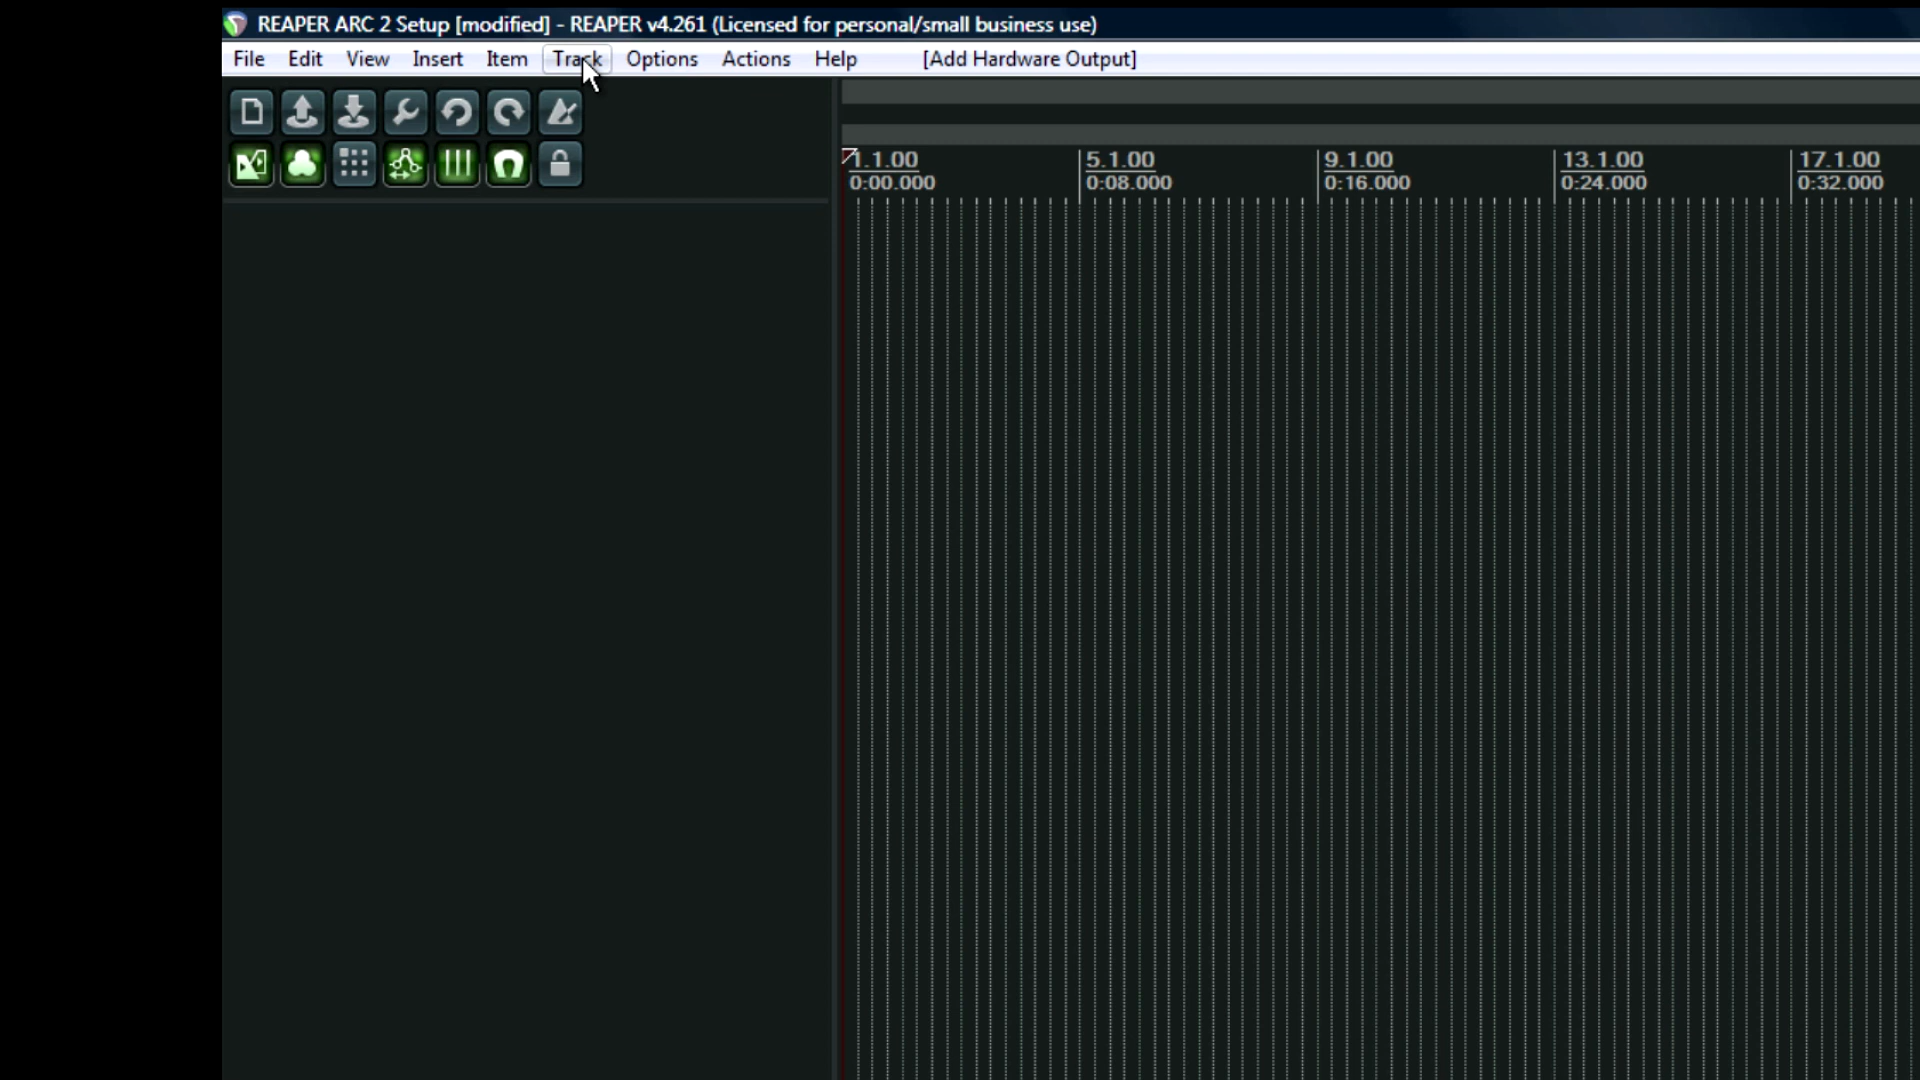 REAPER ARC 2 Setup [modified] - REAPER v4.261 (Licensed for personal/small business use)
File Edit View Insert Item Track Options Actions Help [Add Hardware Output]
1.1.00 5.1.00 9.1.00 13.1.00 17.1.00
0:00.000 0:08.000 0:16.000 0:24.000 0:32.000